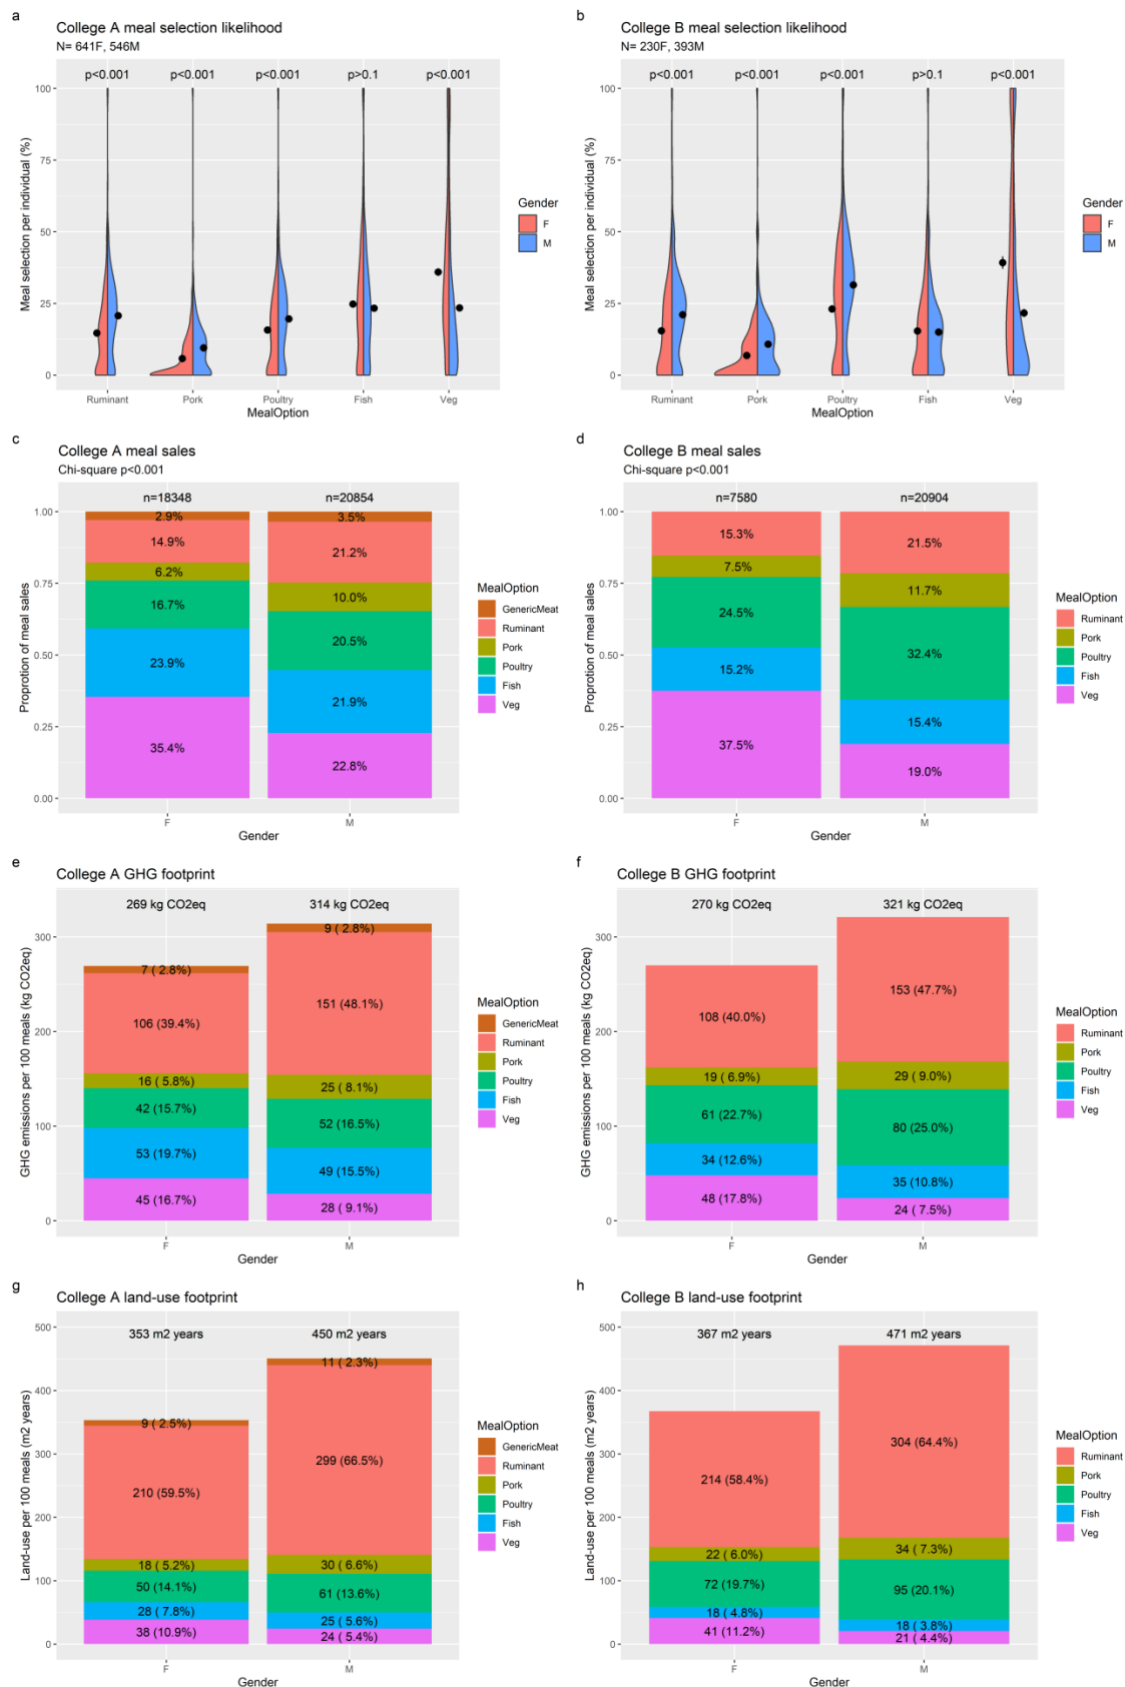 a
College A meal selection likelihood
N= 641F, 546M
p<0.001 p<0.001 p<0.001 p>0.1 p<0.001
100
75
50
25
0
Meal selection per individual (%)
Ruminant Pork Poultry Fish Veg
MealOption
Gender
F
M
b
College B meal selection likelihood
N= 230F, 393M
p<0.001 p<0.001 p<0.001 p>0.1 p<0.001
100
75
50
25
0
Meal selection per individual (%)
Ruminant Pork Poultry Fish Veg
MealOption
Gender
F
M
c
College A meal sales
Chi-square p<0.001
n=18348 n=20854
1.00
0.75
0.50
0.25
0.00
Proprotion of meal sales
2.9%
14.9%
6.2%
16.7%
23.9%
35.4%
3.5%
21.2%
10.0%
20.5%
21.9%
22.8%
F M
Gender
MealOption
GenericMeat
Ruminant
Pork
Poultry
Fish
Veg
d
College B meal sales
Chi-square p<0.001
n=7580 n=20904
1.00
0.75
0.50
0.25
0.00
Proprotion of meal sales
15.3%
7.5%
24.5%
15.2%
37.5%
21.5%
11.7%
32.4%
15.4%
19.0%
F M
Gender
MealOption
Ruminant
Pork
Poultry
Fish
Veg
e
College A GHG footprint
269 kg CO2eq 314 kg CO2eq
300
200
100
0
GHG emissions per 100 meals (kg CO2eq)
7 ( 2.8%)
106 (39.4%)
16 ( 5.8%)
42 (15.7%)
53 (19.7%)
45 (16.7%)
9 ( 2.8%)
151 (48.1%)
25 ( 8.1%)
52 (16.5%)
49 (15.5%)
28 ( 9.1%)
F M
Gender
MealOption
GenericMeat
Ruminant
Pork
Poultry
Fish
Veg
f
College B GHG footprint
270 kg CO2eq 321 kg CO2eq
300
200
100
0
GHG emissions per 100 meals (kg CO2eq)
108 (40.0%)
19 ( 6.9%)
61 (22.7%)
34 (12.6%)
48 (17.8%)
153 (47.7%)
29 ( 9.0%)
80 (25.0%)
35 (10.8%)
24 ( 7.5%)
F M
Gender
MealOption
Ruminant
Pork
Poultry
Fish
Veg
g
College A land-use footprint
353 m2 years 450 m2 years
500
400
300
200
100
0
Land-use per 100 meals (m2 years)
9 ( 2.5%)
210 (59.5%)
18 ( 5.2%)
50 (14.1%)
28 ( 7.8%)
38 (10.9%)
11 ( 2.3%)
299 (66.5%)
30 ( 6.6%)
61 (13.6%)
25 ( 5.6%)
24 ( 5.4%)
F M
Gender
MealOption
GenericMeat
Ruminant
Pork
Poultry
Fish
Veg
h
College B land-use footprint
367 m2 years 471 m2 years
500
400
300
200
100
0
Land-use per 100 meals (m2 years)
214 (58.4%)
22 ( 6.0%)
72 (19.7%)
18 ( 4.8%)
41 (11.2%)
304 (64.4%)
34 ( 7.3%)
95 (20.1%)
18 ( 3.8%)
21 ( 4.4%)
F M
Gender
MealOption
Ruminant
Pork
Poultry
Fish
Veg